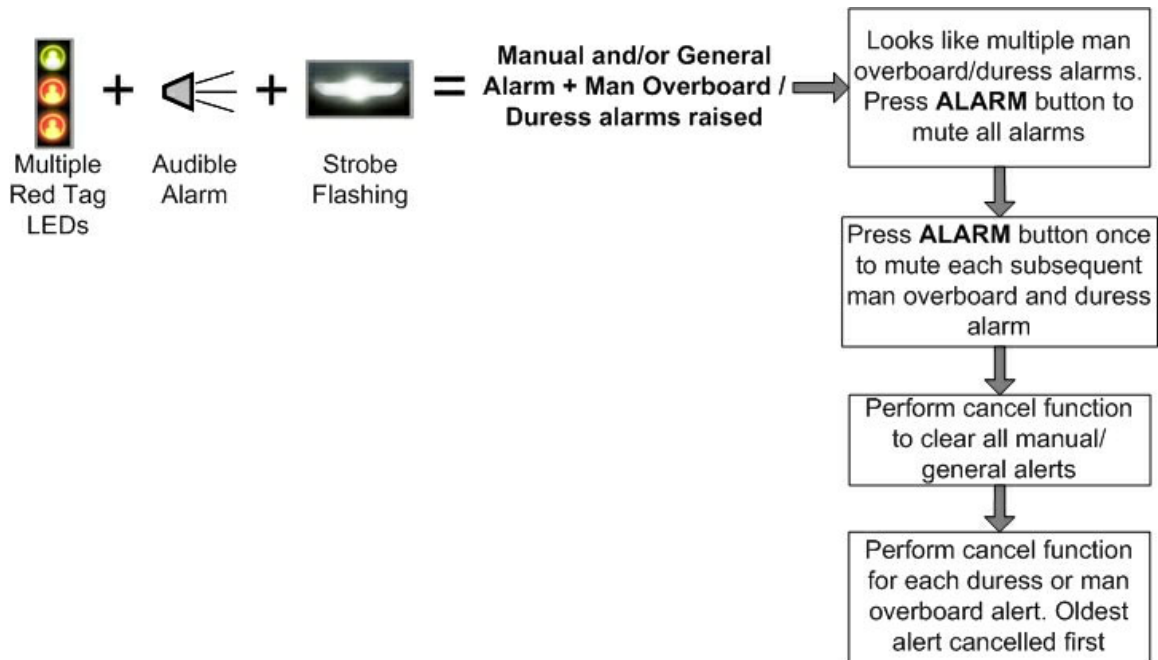 Multiple
Red Tag
LEDs
+
Audible
Alarm
+
Strobe
Flashing
=
Manual and/or General
Alarm + Man Overboard /
Duress alarms raised
Looks like multiple man
overboard/duress alarms.
Press ALARM button to
mute all alarms
Press ALARM button once
to mute each subsequent
man overboard and duress
alarm
Perform cancel function
to clear all manual/
general alerts
Perform cancel function
for each duress or man
overboard alert. Oldest
alert cancelled first